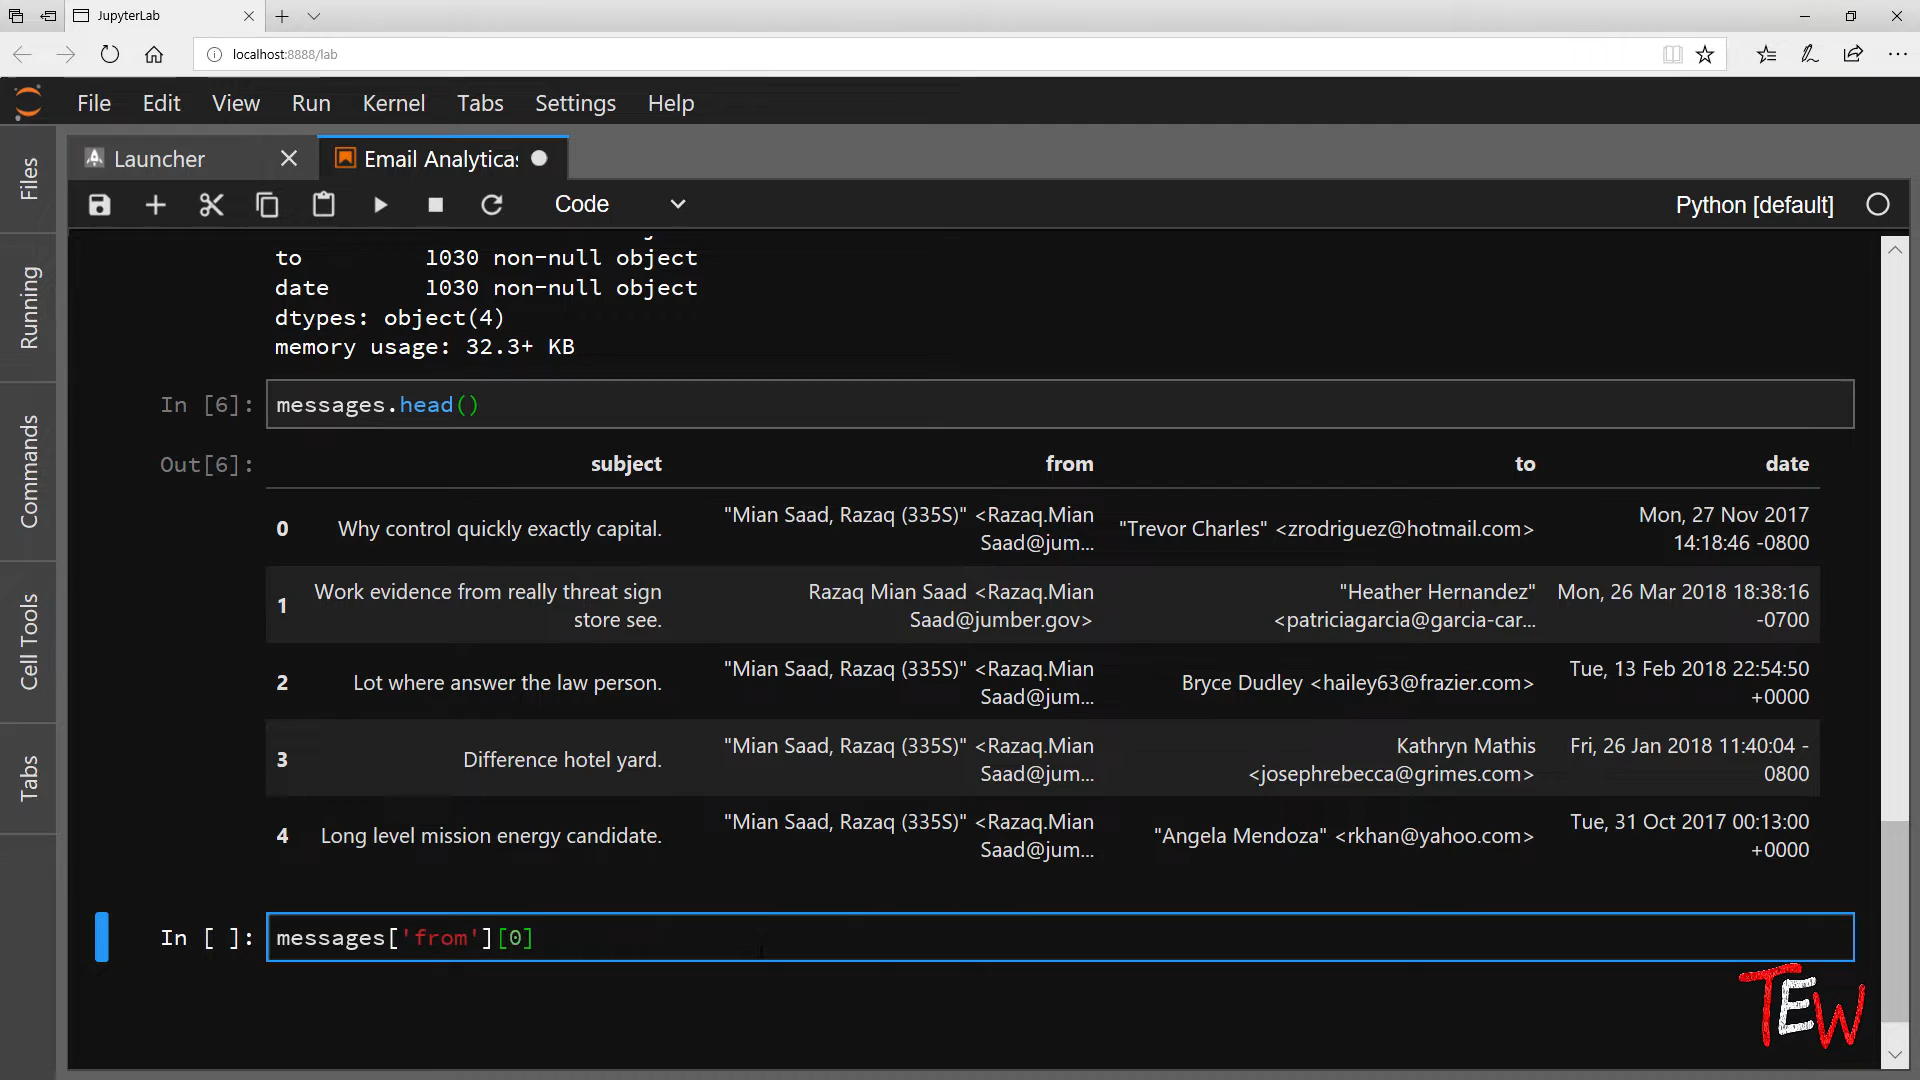 JupyterLab
localhost:8888/lab
File Edit View Run Kernel Tabs Settings Help
Launcher
Email Analytica
Code
Python [default]
Files
Running
Commands
Cell Tools
Tabs
to 1030 non-null object
date 1030 non-null object
dtypes: object(4)
memory usage: 32.3+ KB
In [6]: messages.head()
Out[6]:
subject from to date
0 Why control quickly exactly capital. "Mian Saad, Razaq (335S)" <Razaq.Mian
Saad@jum... "Trevor Charles" <zrodriguez@hotmail.com> Mon, 27 Nov 2017
14:18:46 -0800
1 Work evidence from really threat sign
store see. Razaq Mian Saad <Razaq.Mian
Saad@jumber.gov> "Heather Hernandez"
<patriciagarcia@garcia-car... Mon, 26 Mar 2018 18:38:16
-0700
2 Lot where answer the law person. "Mian Saad, Razaq (335S)" <Razaq.Mian
Saad@jum... Bryce Dudley <hailey63@frazier.com> Tue, 13 Feb 2018 22:54:50
+0000
3 Difference hotel yard. "Mian Saad, Razaq (335S)" <Razaq.Mian
Saad@jum... Kathryn Mathis
<josephrebecca@grimes.com> Fri, 26 Jan 2018 11:40:04 -
0800
4 Long level mission energy candidate. "Mian Saad, Razaq (335S)" <Razaq.Mian
Saad@jum... "Angela Mendoza" <rkhan@yahoo.com> Tue, 31 Oct 2017 00:13:00
+0000
In [ ]: messages['from'][0]
TEW